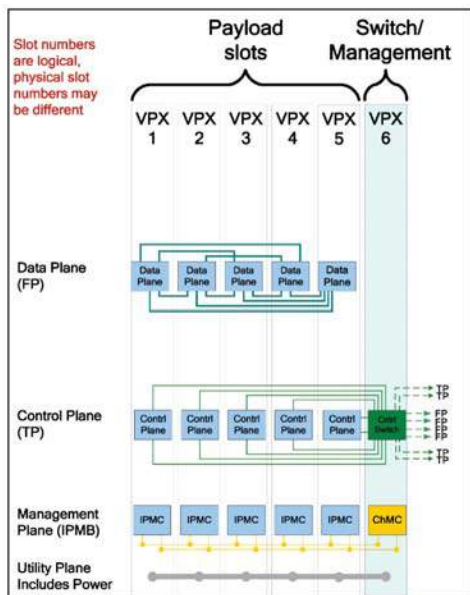 Payload
slots
Switch/
Management
Slot numbers
are logical,
physical slot
numbers may
be different
VPX
1
VPX
2
VPX
3
VPX
4
VPX
5
VPX
6
Data Plane
(FP)
Data
Plane
Data
Plane
Data
Plane
Data
Plane
Data
Plane
Control Plane
(TP)
Contrl
Plane
Contrl
Plane
Contrl
Plane
Contrl
Plane
Contrl
Plane
Cntrl
Switch
TP
TP
FP
FP
FP
FP
TP
TP
Management
Plane (IPMB)
IPMC
IPMC
IPMC
IPMC
IPMC
ChMC
Utility Plane
Includes Power